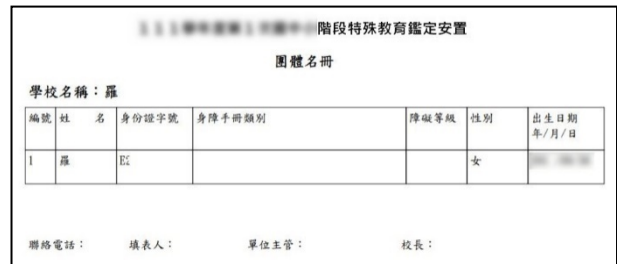 階段特殊教育鑑定安置
團體名冊
學校名稱：羅
編號 姓 名 身份證字號 身障手冊類別 障礙等級 性別 出生日期
年/月/日
1 羅 E 女
聯絡電話： 填表人： 單位主管： 校長：